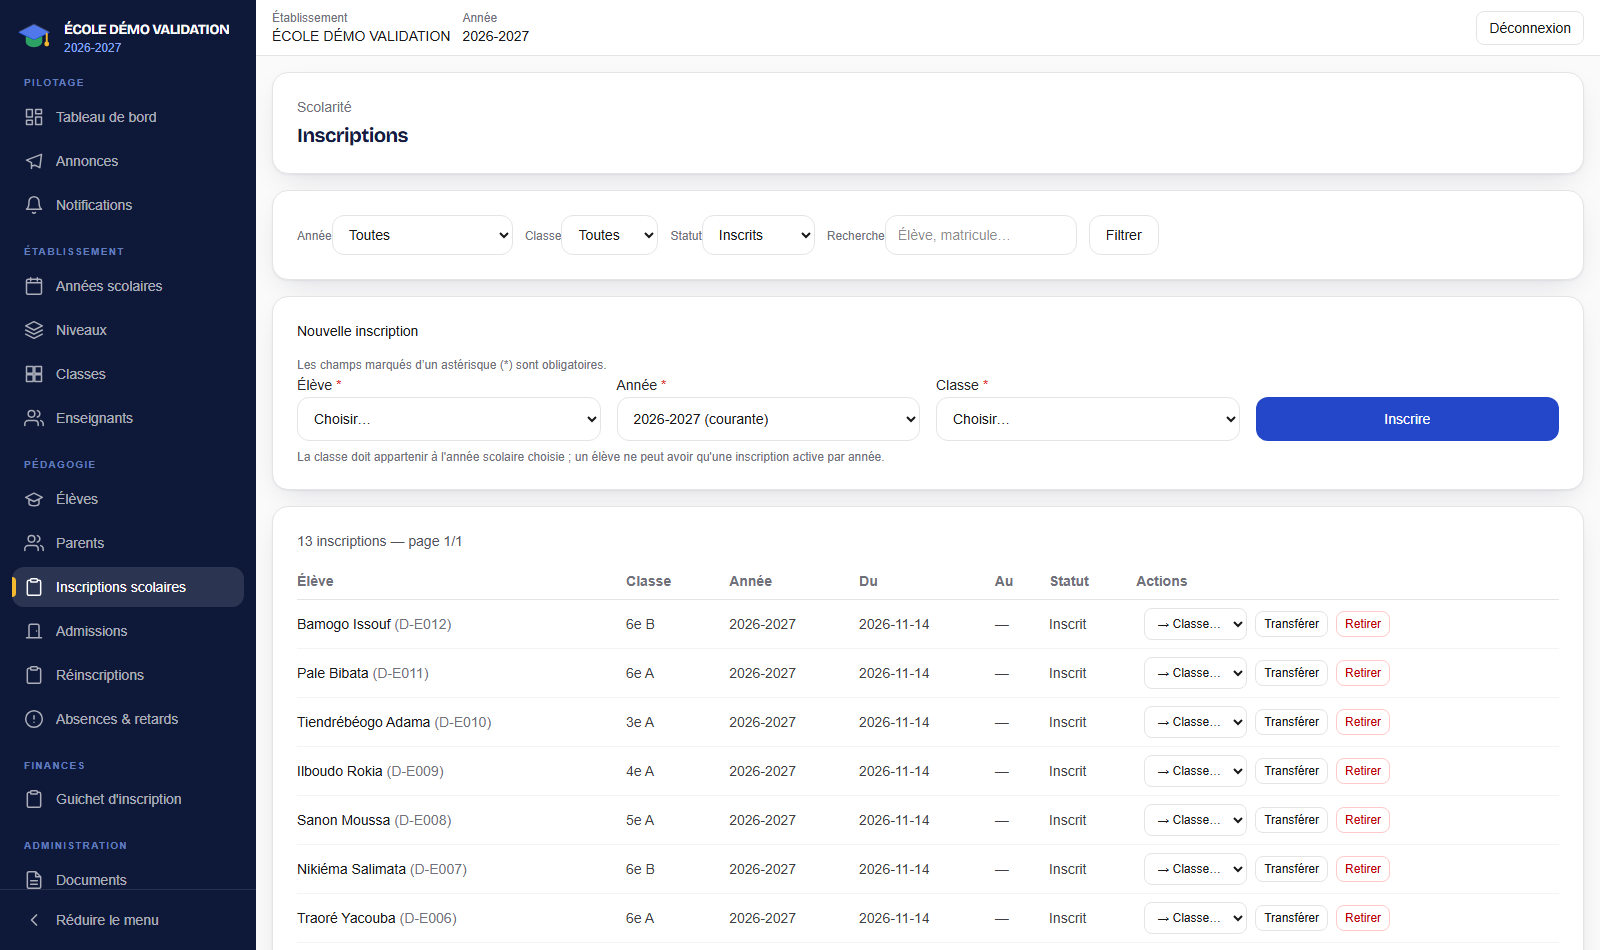 ÉCOLE DÉMO VALIDATION
2026-2027
PILOTAGE
Tableau de bord
Annonces
Notifications
ÉTABLISSEMENT
Années scolaires
Niveaux
Classes
Enseignants
PÉDAGOGIE
Élèves
Parents
Inscriptions scolaires
Admissions
Réinscriptions
Absences & retards
FINANCES
Guichet d'inscription
ADMINISTRATION
Documents
Réduire le menu
Établissement Année
ÉCOLE DÉMO VALIDATION 2026-2027
Déconnexion
Scolarité
Inscriptions
Année Toutes Classe Toutes Statut Inscrits Recherche Élève, matricule… Filtrer
Nouvelle inscription
Les champs marqués d'un astérisque (*) sont obligatoires.
Élève * Année * Classe *
Choisir… 2026-2027 (courante) Choisir… Inscrire
La classe doit appartenir à l'année scolaire choisie ; un élève ne peut avoir qu'une inscription active par année.
13 inscriptions — page 1/1
Élève Classe Année Du Au Statut Actions
Bamogo Issouf (D-E012) 6e B 2026-2027 2026-11-14 — Inscrit → Classe… Transférer Retirer
Pale Bibata (D-E011) 6e A 2026-2027 2026-11-14 — Inscrit → Classe… Transférer Retirer
Tiendrébéogo Adama (D-E010) 3e A 2026-2027 2026-11-14 — Inscrit → Classe… Transférer Retirer
Ilboudo Rokia (D-E009) 4e A 2026-2027 2026-11-14 — Inscrit → Classe… Transférer Retirer
Sanon Moussa (D-E008) 5e A 2026-2027 2026-11-14 — Inscrit → Classe… Transférer Retirer
Nikiéma Salimata (D-E007) 6e B 2026-2027 2026-11-14 — Inscrit → Classe… Transférer Retirer
Traoré Yacouba (D-E006) 6e A 2026-2027 2026-11-14 — Inscrit → Classe… Transférer Retirer